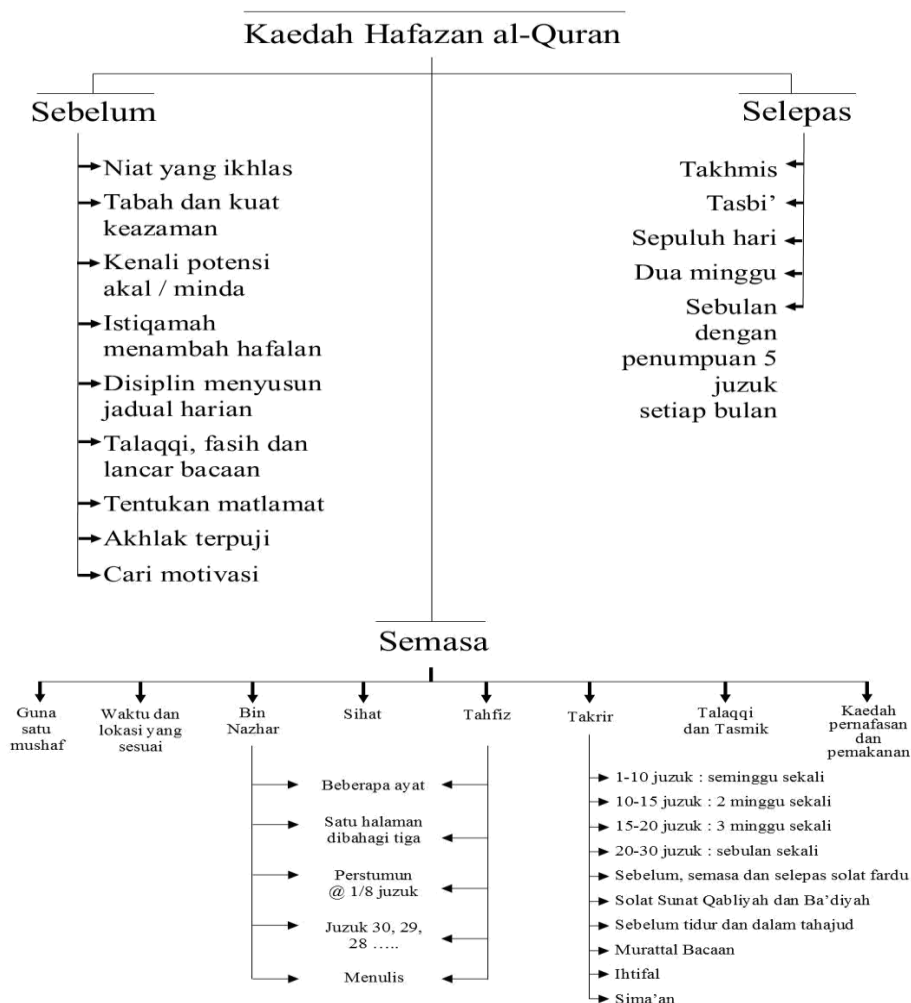 Kaedah Hafazan al-Quran
Sebelum
Niat yang ikhlas
Tabah dan kuat
keazaman
Kenali potensi
akal / minda
Istiqamah
menambah hafalan
Disiplin menyusun
jadual harian
Talaqqi, fasih dan
lancar bacaan
Tentukan matlamat
Akhlak terpuji
Cari motivasi
Selepas
Takhmis
Tasbi’
Sepuluh hari
Dua minggu
Sebulan
dengan
penumpuan 5
juzuk
setiap bulan
Semasa
Guna
satu
mushaf
Waktu dan
lokasi yang
sesuai
Bin
Nazhar
Sihat
Tahfiz
Takrir
Talaqqi
dan Tasmik
Kaedah
pernafasan
dan
pemakanan
Beberapa ayat
Satu halaman
dibahagi tiga
Perstumun
@ 1/8 juzuk
Juzuk 30, 29,
28 .....
Menulis
1-10 juzuk : seminggu sekali
10-15 juzuk : 2 minggu sekali
15-20 juzuk : 3 minggu sekali
20-30 juzuk : sebulan sekali
Sebelum, semasa dan selepas solat fardu
Solat Sunat Qabliyah dan Ba’diyah
Sebelum tidur dan dalam tahajud
Murattal Bacaan
Ihtifal
Sima’an